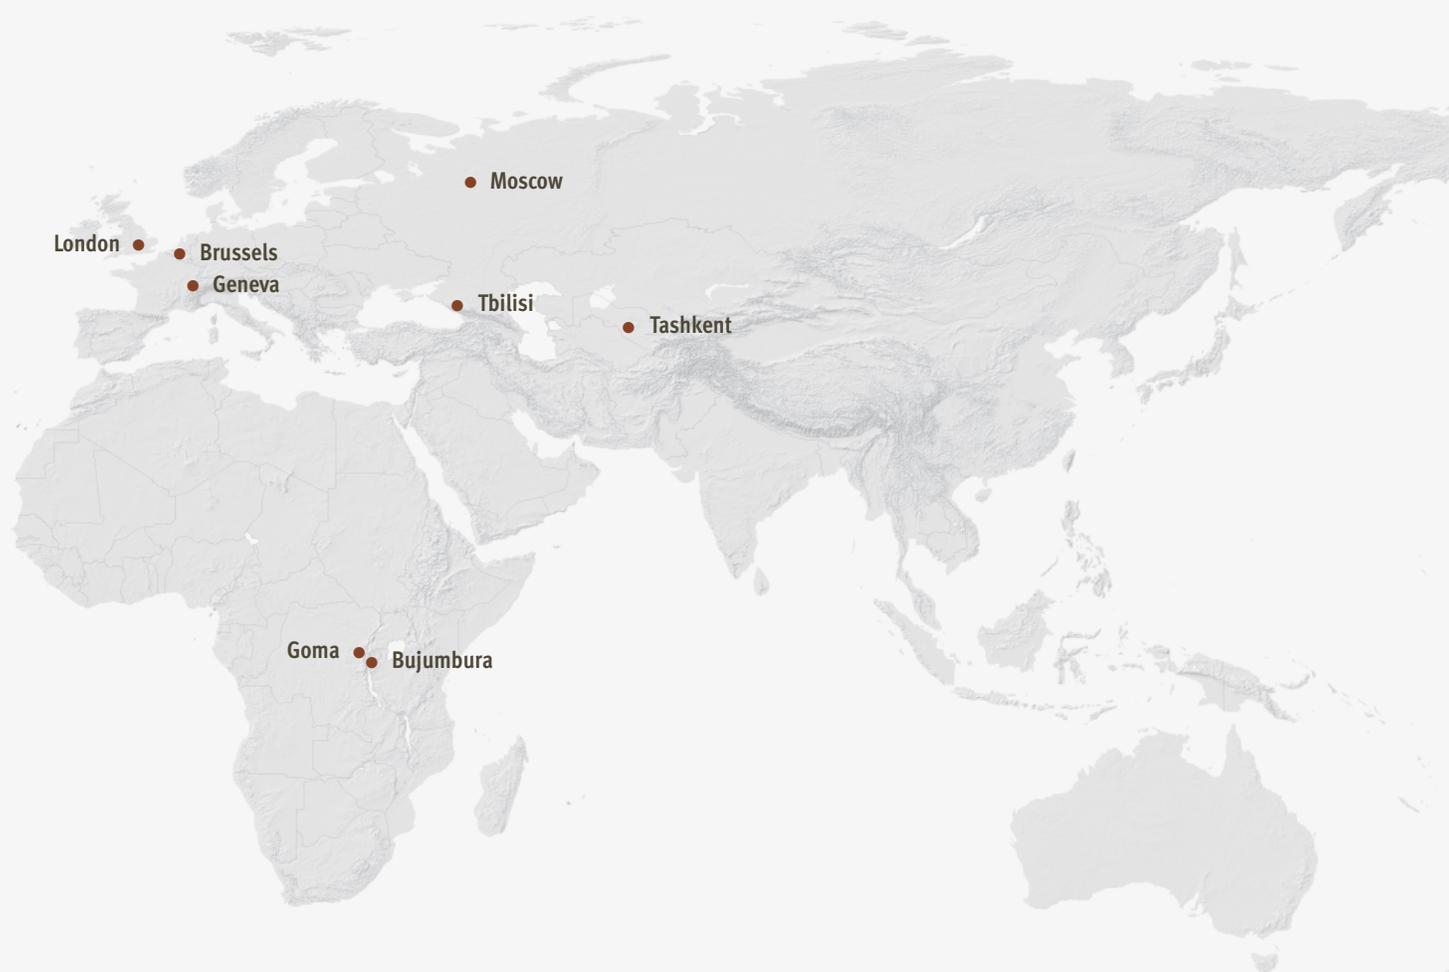 Moscow
London
Brussels
Geneva
Tbilisi
Tashkent
Goma
Bujumbura